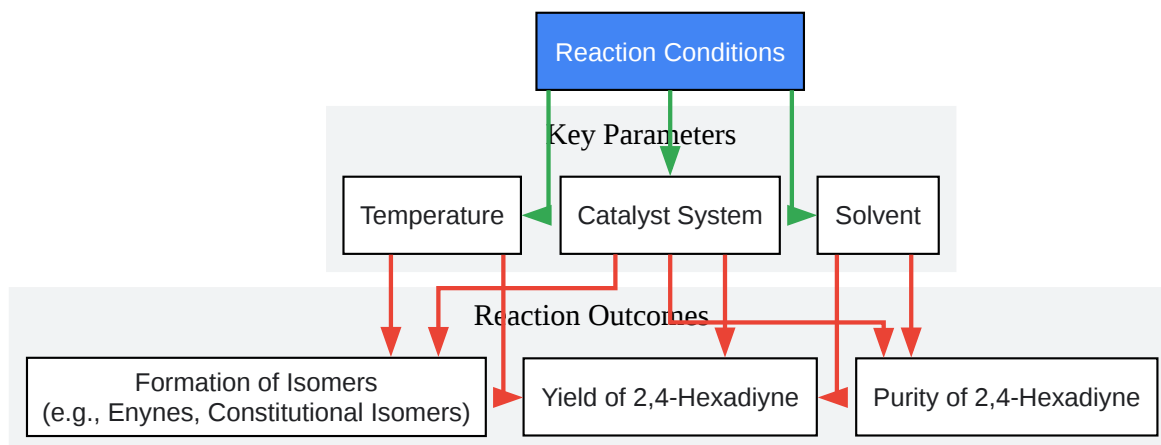 Reaction Conditions
Key Parameters
Temperature
Catalyst System
Solvent
Reaction Outcomes
Formation of Isomers
(e.g., Enynes, Constitutional Isomers)
Yield of 2,4-Hexadiyne
Purity of 2,4-Hexadiyne